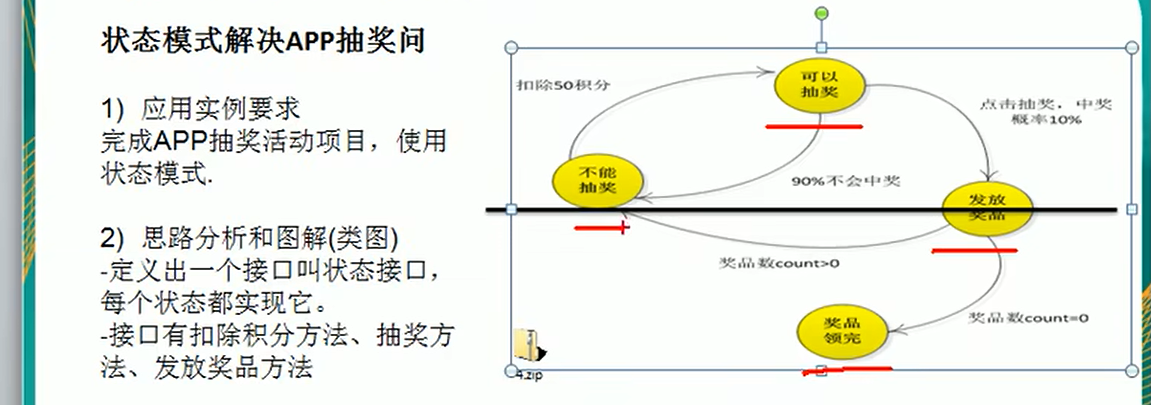 状态模式解决APP抽奖问
1) 应用实例要求
完成APP抽奖活动项目，使用
状态模式.
2) 思路分析和图解(类图)
-定义出一个接口叫状态接口，
每个状态都实现它。
-接口有扣除积分方法、抽奖方
法、发放奖品方法
扣除50积分
可以
抽奖
点击抽奖，中奖
概率10%
不能
抽奖
90%不会中奖
发放
奖品
奖品数count>0
奖品数count=0
奖品
领完
4.zip